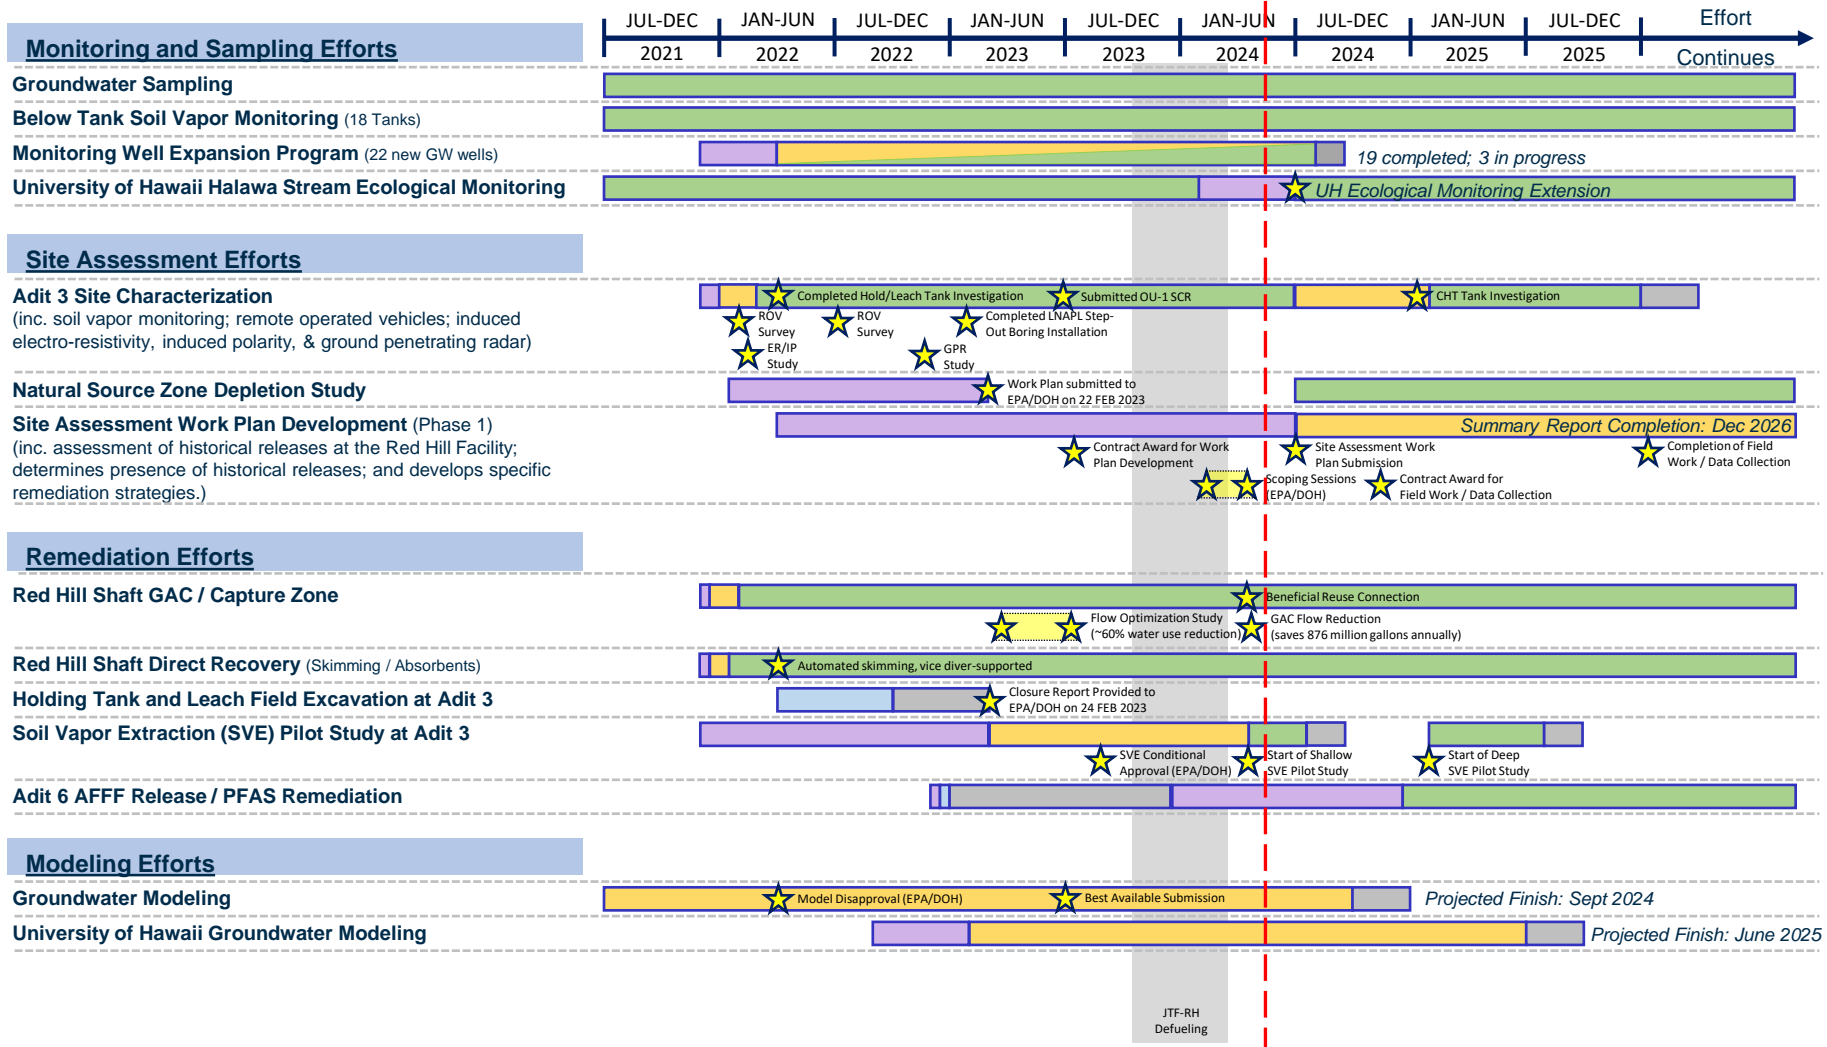 JUL-DEC JAN-JUN JUL-DEC JAN-JUN JUL-DEC JAN-JUN JUL-DEC JAN-JUN JUL-DEC Effort
Monitoring and Sampling Efforts
2021 2022 2022 2023 2023 2024 2024 2025 2025 Continues
Groundwater Sampling
Below Tank Soil Vapor Monitoring (18 Tanks)
Monitoring Well Expansion Program (22 new GW wells)
19 completed; 3 in progress
University of Hawaii Halawa Stream Ecological Monitoring
UH Ecological Monitoring Extension
Site Assessment Efforts
Adit 3 Site Characterization
(inc. soil vapor monitoring; remote operated vehicles; induced
electro-resistivity, induced polarity, & ground penetrating radar)
Completed Hold/Leach Tank Investigation
Submitted OU-1 SCR
CHT Tank Investigation
ROV
Survey
ROV
Survey
Completed LNAPL Step-
Out Boring Installation
ER/IP
Study
GPR
Study
Natural Source Zone Depletion Study
Work Plan submitted to
EPA/DOH on 22 FEB 2023
Site Assessment Work Plan Development (Phase 1)
(inc. assessment of historical releases at the Red Hill Facility;
determines presence of historical releases; and develops specific
remediation strategies.)
Summary Report Completion: Dec 2026
Contract Award for Work
Plan Development
Site Assessment Work
Plan Submission
Completion of Field
Work / Data Collection
Scoping Sessions
(EPA/DOH)
Contract Award for
Field Work / Data Collection
Remediation Efforts
Red Hill Shaft GAC / Capture Zone
Beneficial Reuse Connection
Flow Optimization Study
(~60% water use reduction)
GAC Flow Reduction
(saves 876 million gallons annually)
Red Hill Shaft Direct Recovery (Skimming / Absorbents)
Automated skimming, vice diver-supported
Holding Tank and Leach Field Excavation at Adit 3
Closure Report Provided to
EPA/DOH on 24 FEB 2023
Soil Vapor Extraction (SVE) Pilot Study at Adit 3
SVE Conditional
Approval (EPA/DOH)
Start of Shallow
SVE Pilot Study
Start of Deep
SVE Pilot Study
Adit 6 AFFF Release / PFAS Remediation
Modeling Efforts
Groundwater Modeling
Model Disapproval (EPA/DOH)
Best Available Submission
Projected Finish: Sept 2024
University of Hawaii Groundwater Modeling
Projected Finish: June 2025
JTF-RH
Defueling